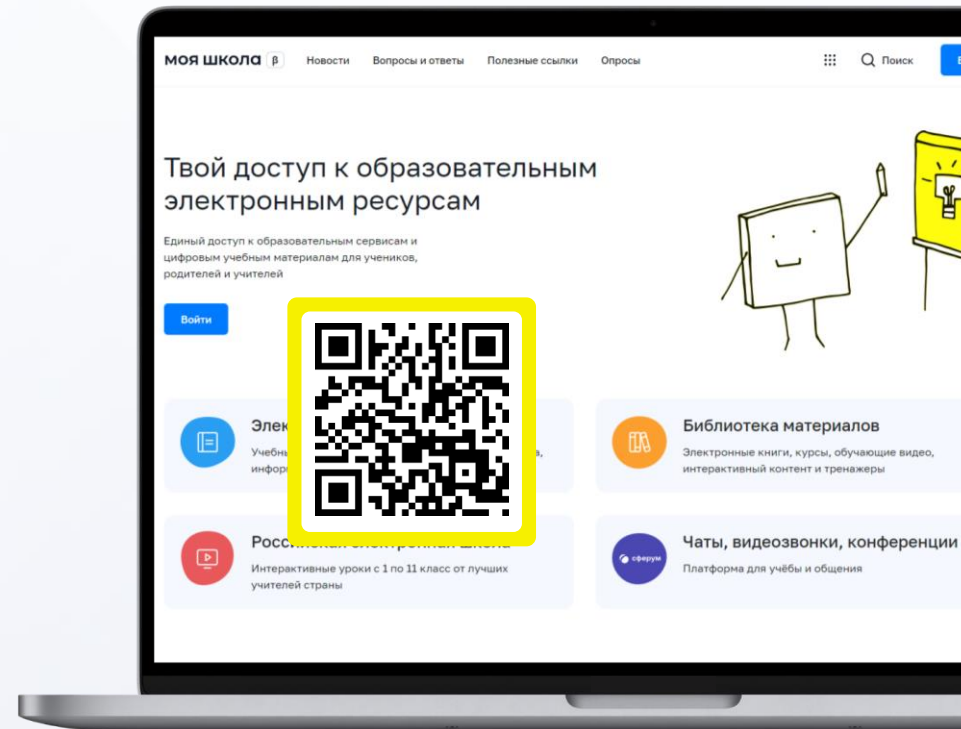 МОЯ ШКОЛА β Новости Вопросы и ответы Полезные ссылки Опросы Поиск
Твой доступ к образовательным
электронным ресурсам
Единый доступ к образовательным сервисам и
цифровым учебным материалам для учеников,
родителей и учителей
Войти
Библиотека материалов
Электронные книги, курсы, обучающие видео,
интерактивный контент и тренажеры
Интерактивные уроки с 1 по 11 класс от лучших
учителей страны
сферум
Чаты, видеозвонки, конференции
Платформа для учёбы и общения